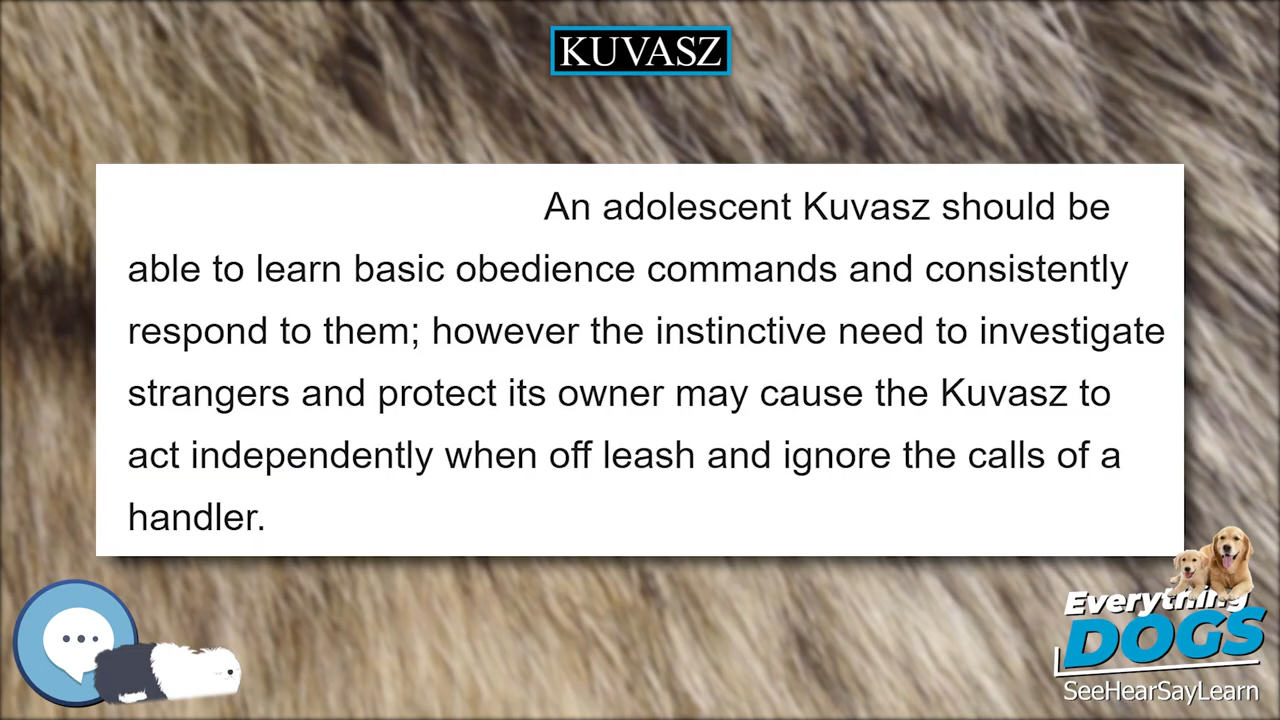 KUVASZ
An adolescent Kuvasz should be
able to learn basic obedience commands and consistently
respond to them; however the instinctive need to investigate
strangers and protect its owner may cause the Kuvasz to
act independently when off leash and ignore the calls of a
handler.
Everything
DOGS
SeeHearSayLearn